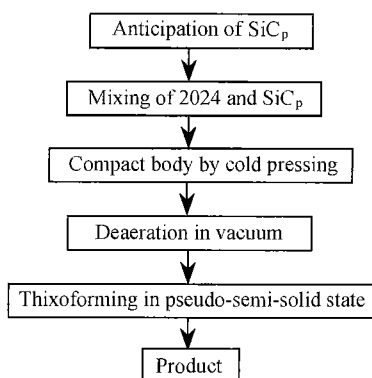 Anticipation of SiCp
Mixing of 2024 and SiCp
Compact body by cold pressing
Deaeration in vacuum
Thixoforming in pseudo-semi-solid state
Product